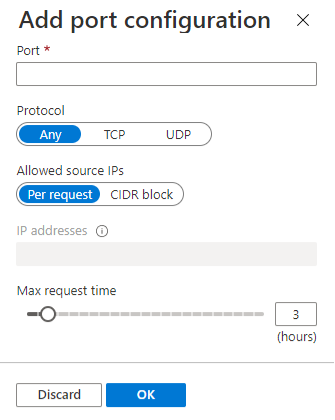 Add port configuration
Port *
Protocol
Any TCP UDP
Allowed source IPs
Per request CIDR block
IP addresses
Max request time
3
(hours)
Discard OK